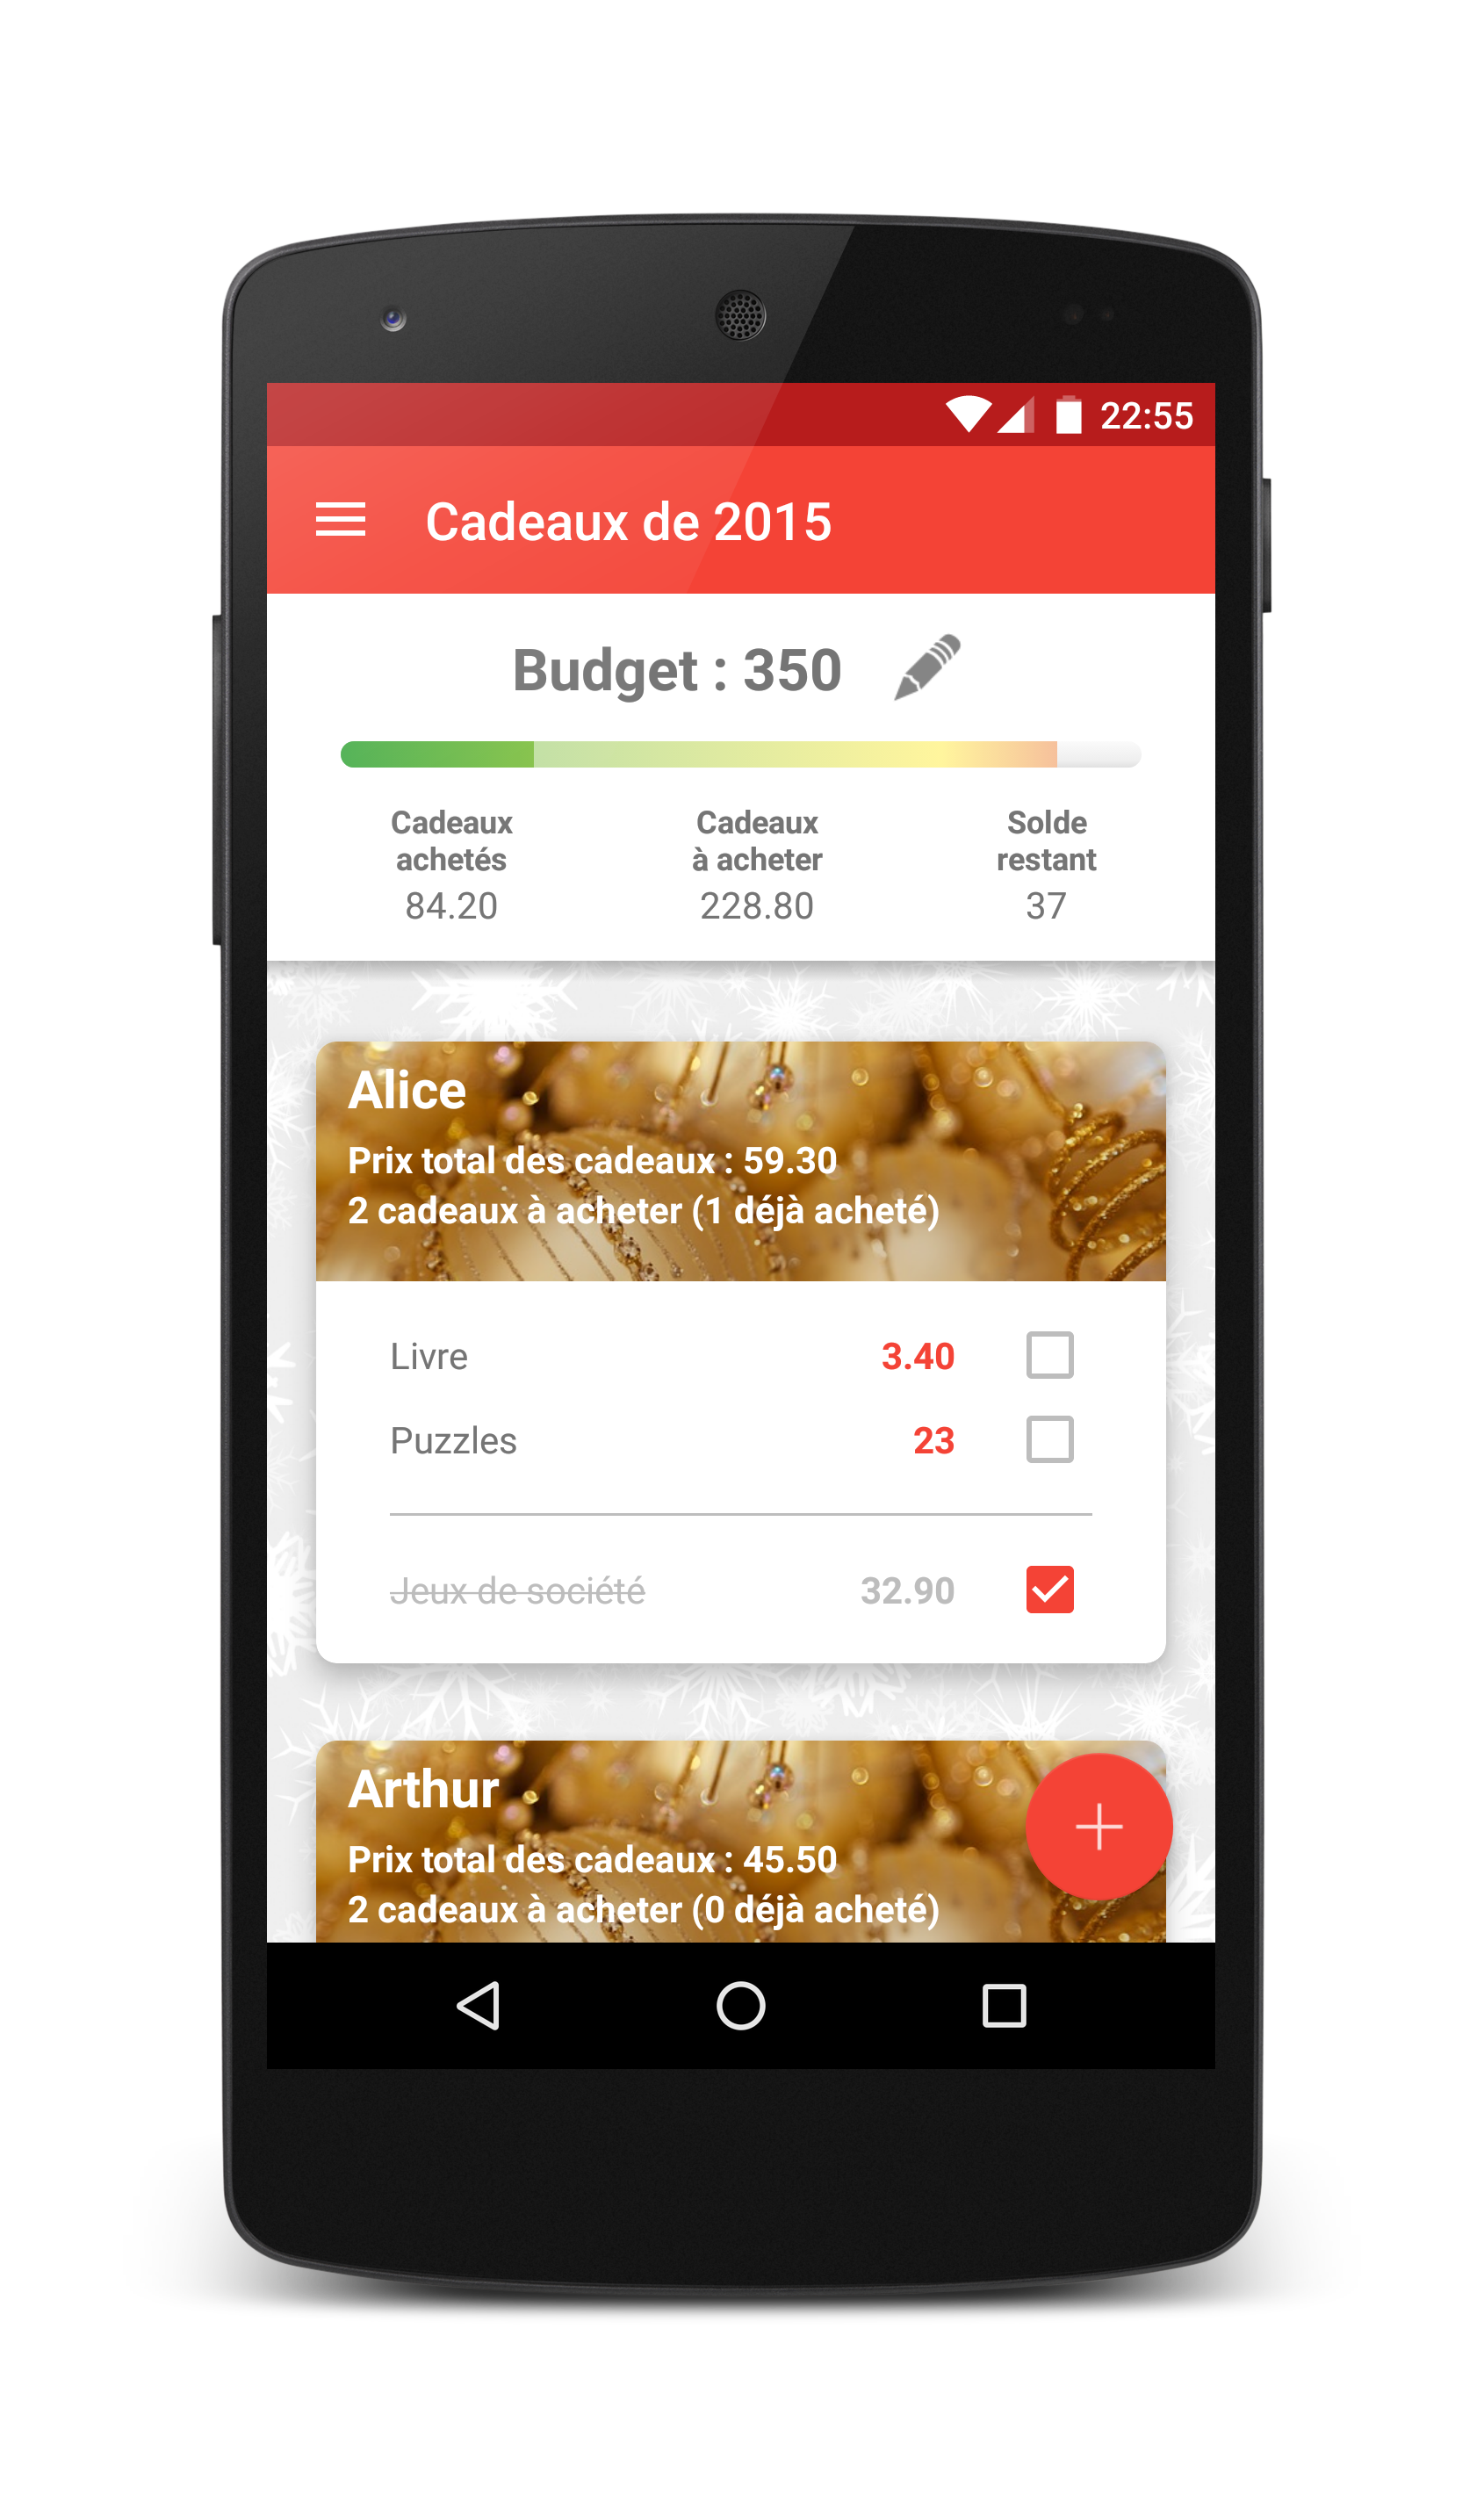 22:55
Cadeaux de 2015
Budget : 350
Cadeaux achetés
84.20
Cadeaux à acheter
228.80
Solde restant
37
Alice
Prix total des cadeaux : 59.30
2 cadeaux à acheter (1 déjà acheté)
Livre 3.40
Puzzles 23
Jeux de société 32.90
Arthur
Prix total des cadeaux : 45.50
2 cadeaux à acheter (0 déjà acheté)